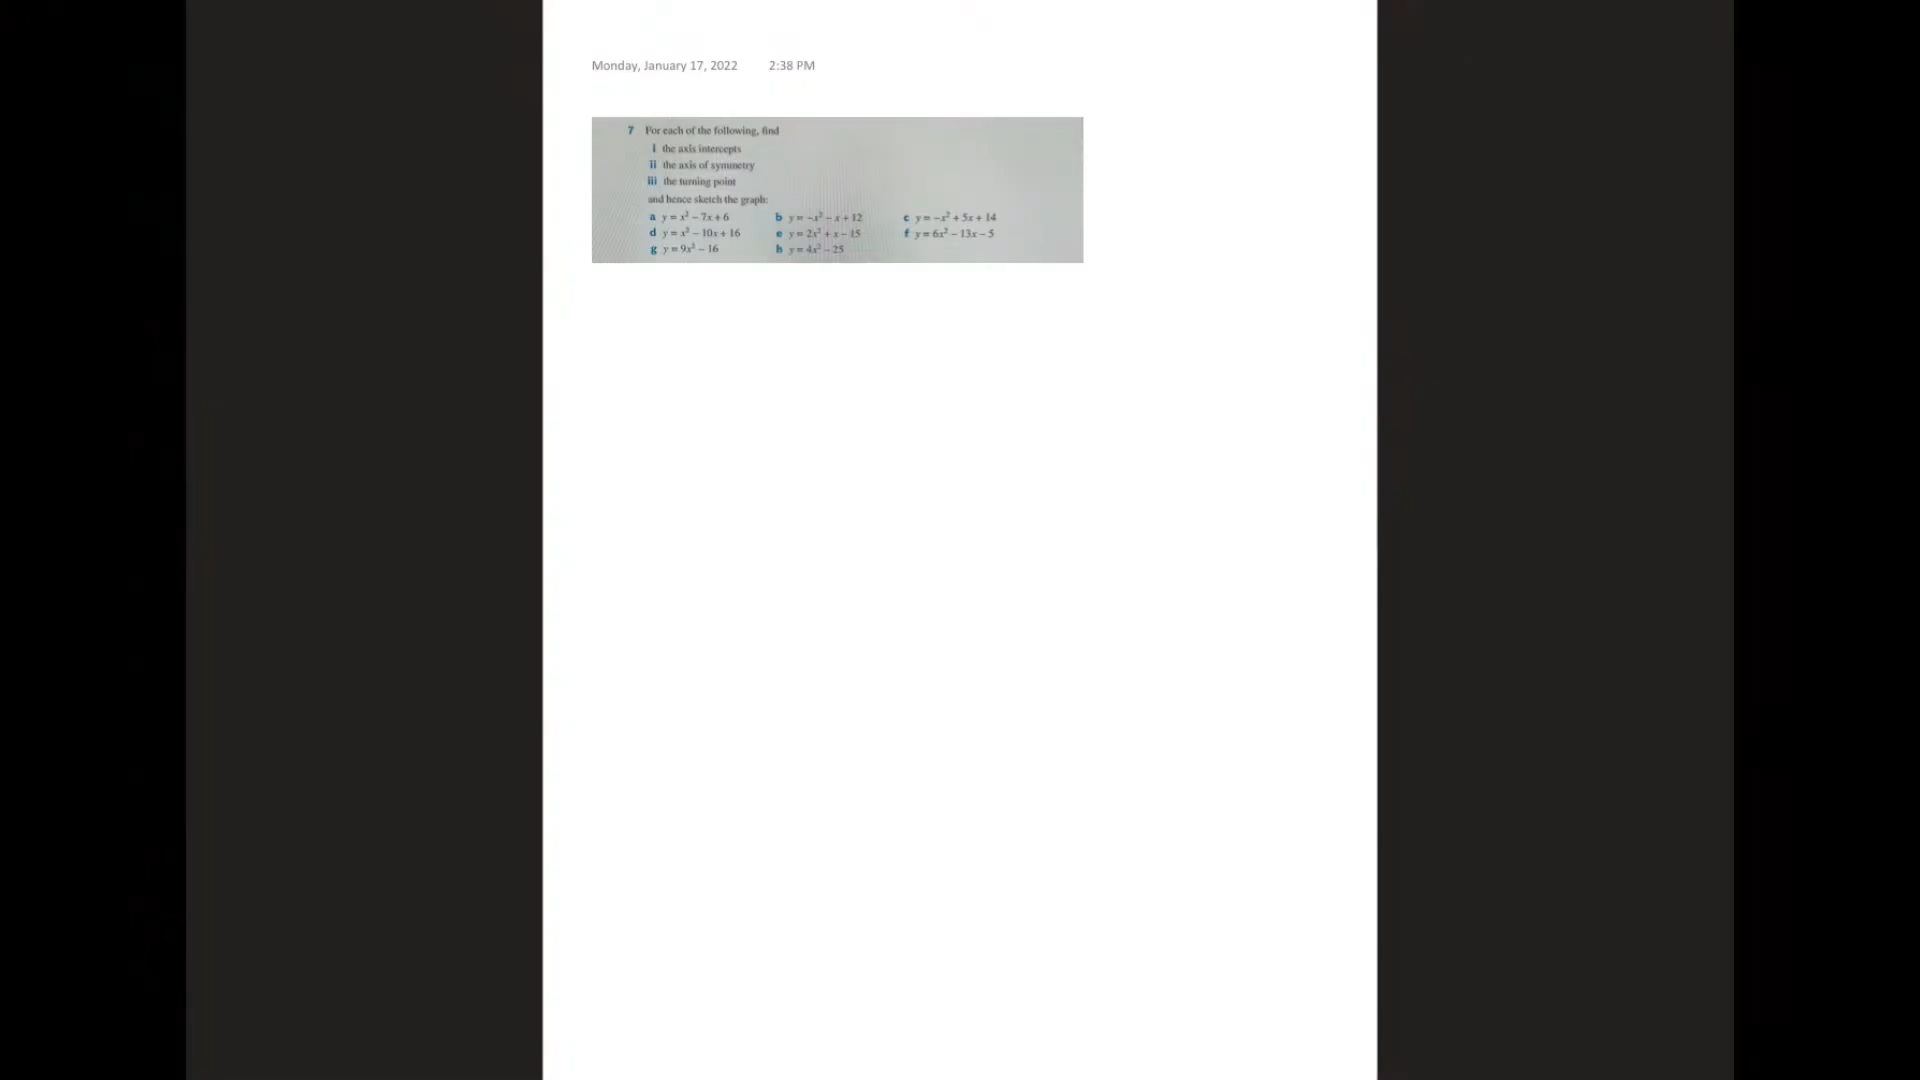 Monday, January 17, 2022 2:38 PM
7 For each of the following, find
i the axis intercepts
ii the axis of symmetry
iii the turning point
and hence sketch the graph:
a y = x² – 7x + 6 b y = –x² – x + 12 c y = –x² + 5x + 14
d y = x² – 10x + 16 e y = 2x² + x – 15 f y = 6x² – 13x – 5
g y = 9x² – 16 h y = 4x² – 25